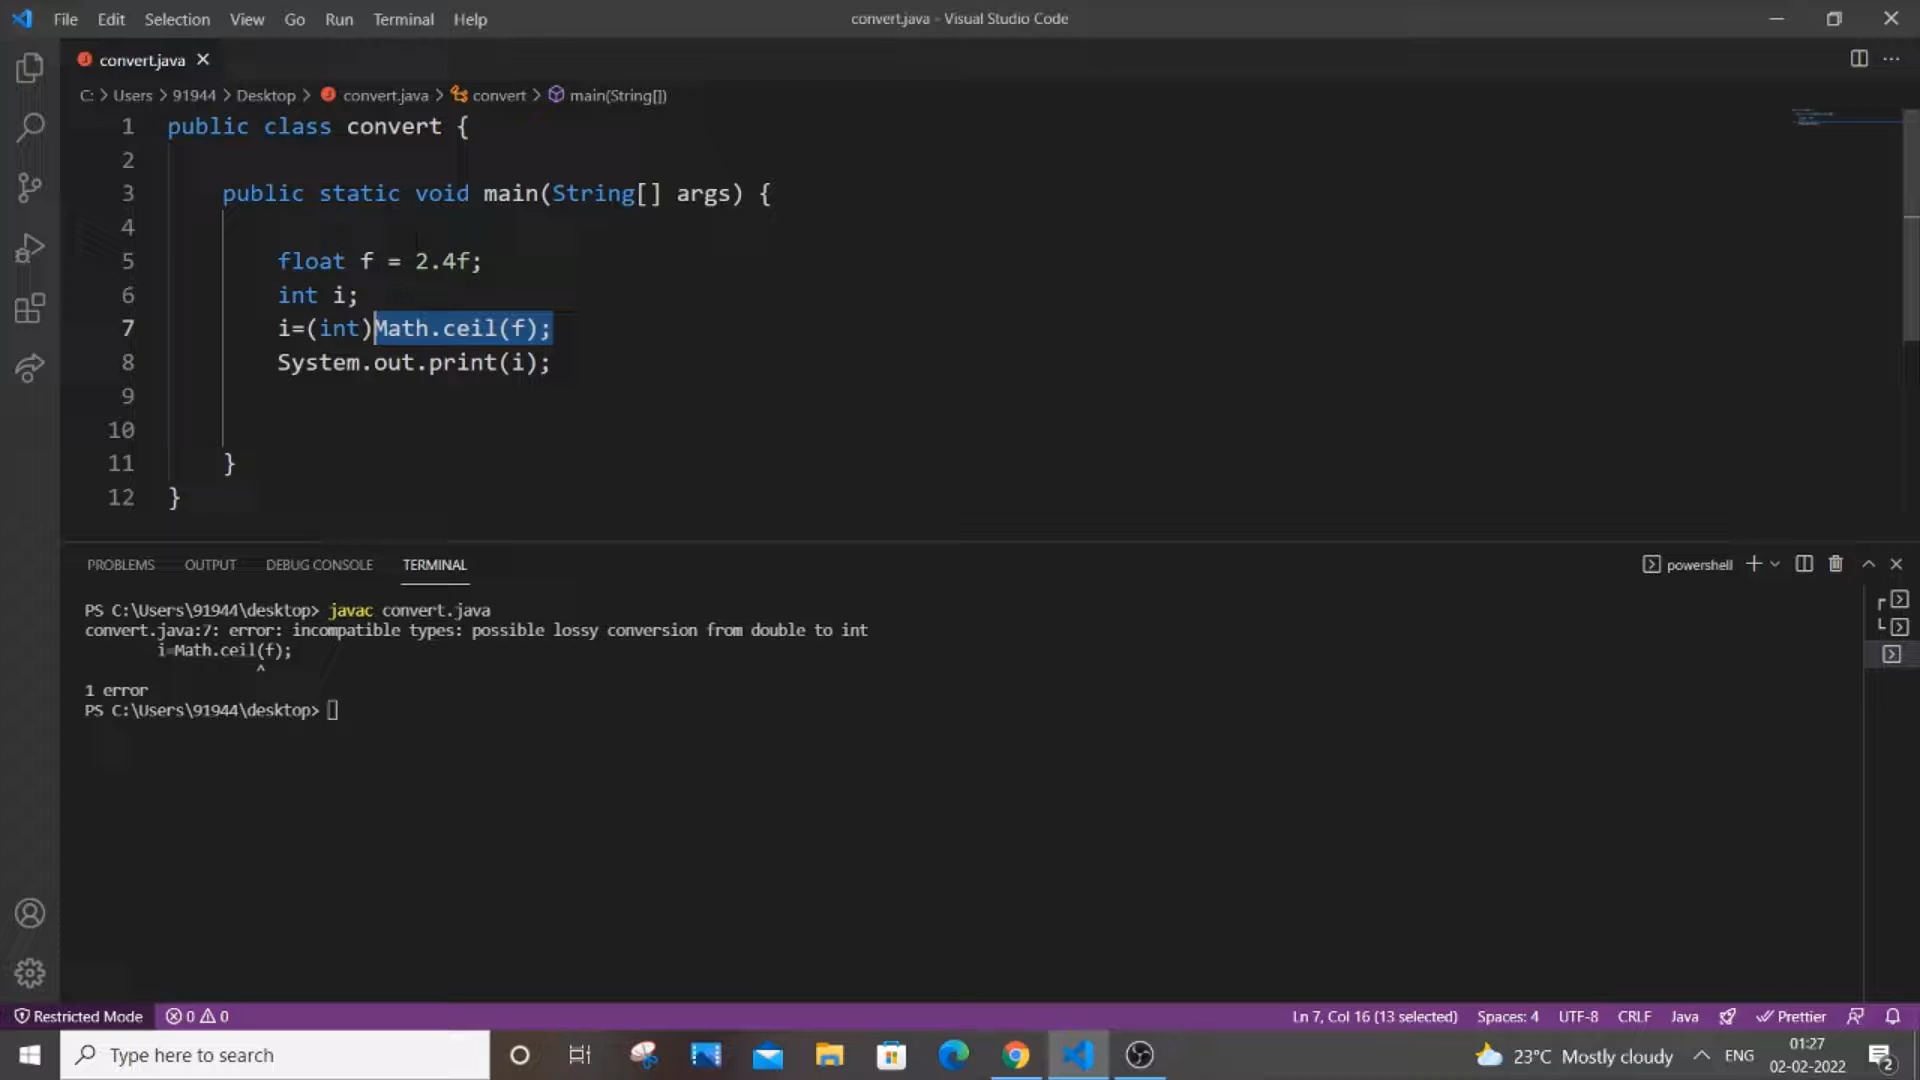 File Edit Selection View Go Run Terminal Help
convert.java - Visual Studio Code
convert.java
C: > Users > 91944 > Desktop > convert.java > convert > main(String[])
1 public class convert {
2
3 public static void main(String[] args) {
4
5 float f = 2.4f;
6 int i;
7 i=(int)Math.ceil(f);
8 System.out.print(i);
9
10
11 }
12 }
PROBLEMS OUTPUT DEBUG CONSOLE TERMINAL
powershell
PS C:\Users\91944\desktop> javac convert.java
convert.java:7: error: incompatible types: possible lossy conversion from double to int
i=Math.ceil(f);
^
1 error
PS C:\Users\91944\desktop>
Restricted Mode 0 0
Ln 7, Col 16 (13 selected) Spaces: 4 UTF-8 CRLF Java Prettier
Type here to search
23°C Mostly cloudy ENG
01:27
02-02-2022
2